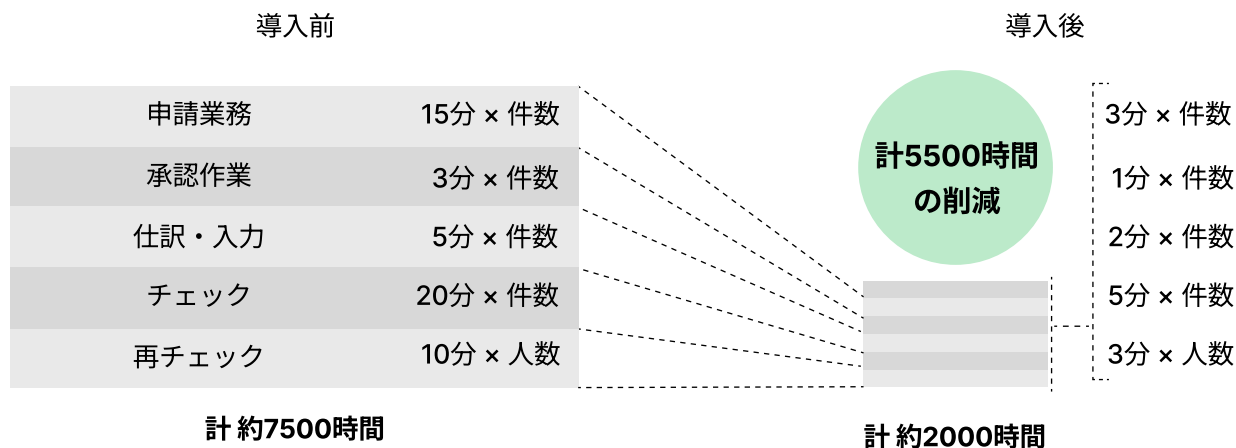 導入前
導入後
申請業務 15分 × 件数
承認作業 3分 × 件数
仕訳・入力 5分 × 件数
チェック 20分 × 件数
再チェック 10分 × 人数
計 約7500時間
計5500時間
の削減
3分 × 件数
1分 × 件数
2分 × 件数
5分 × 件数
3分 × 人数
計 約2000時間